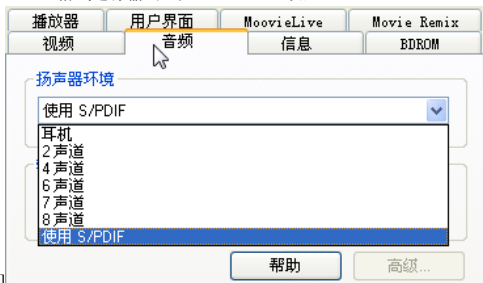 播放器 用户界面 MoovieLive Movie Remix
视频 音频 信息 BDROM
扬声器环境
使用 S/PDIF
耳机
2声道
4声道
6声道
7声道
8声道
使用 S/PDIF
帮助 高级...